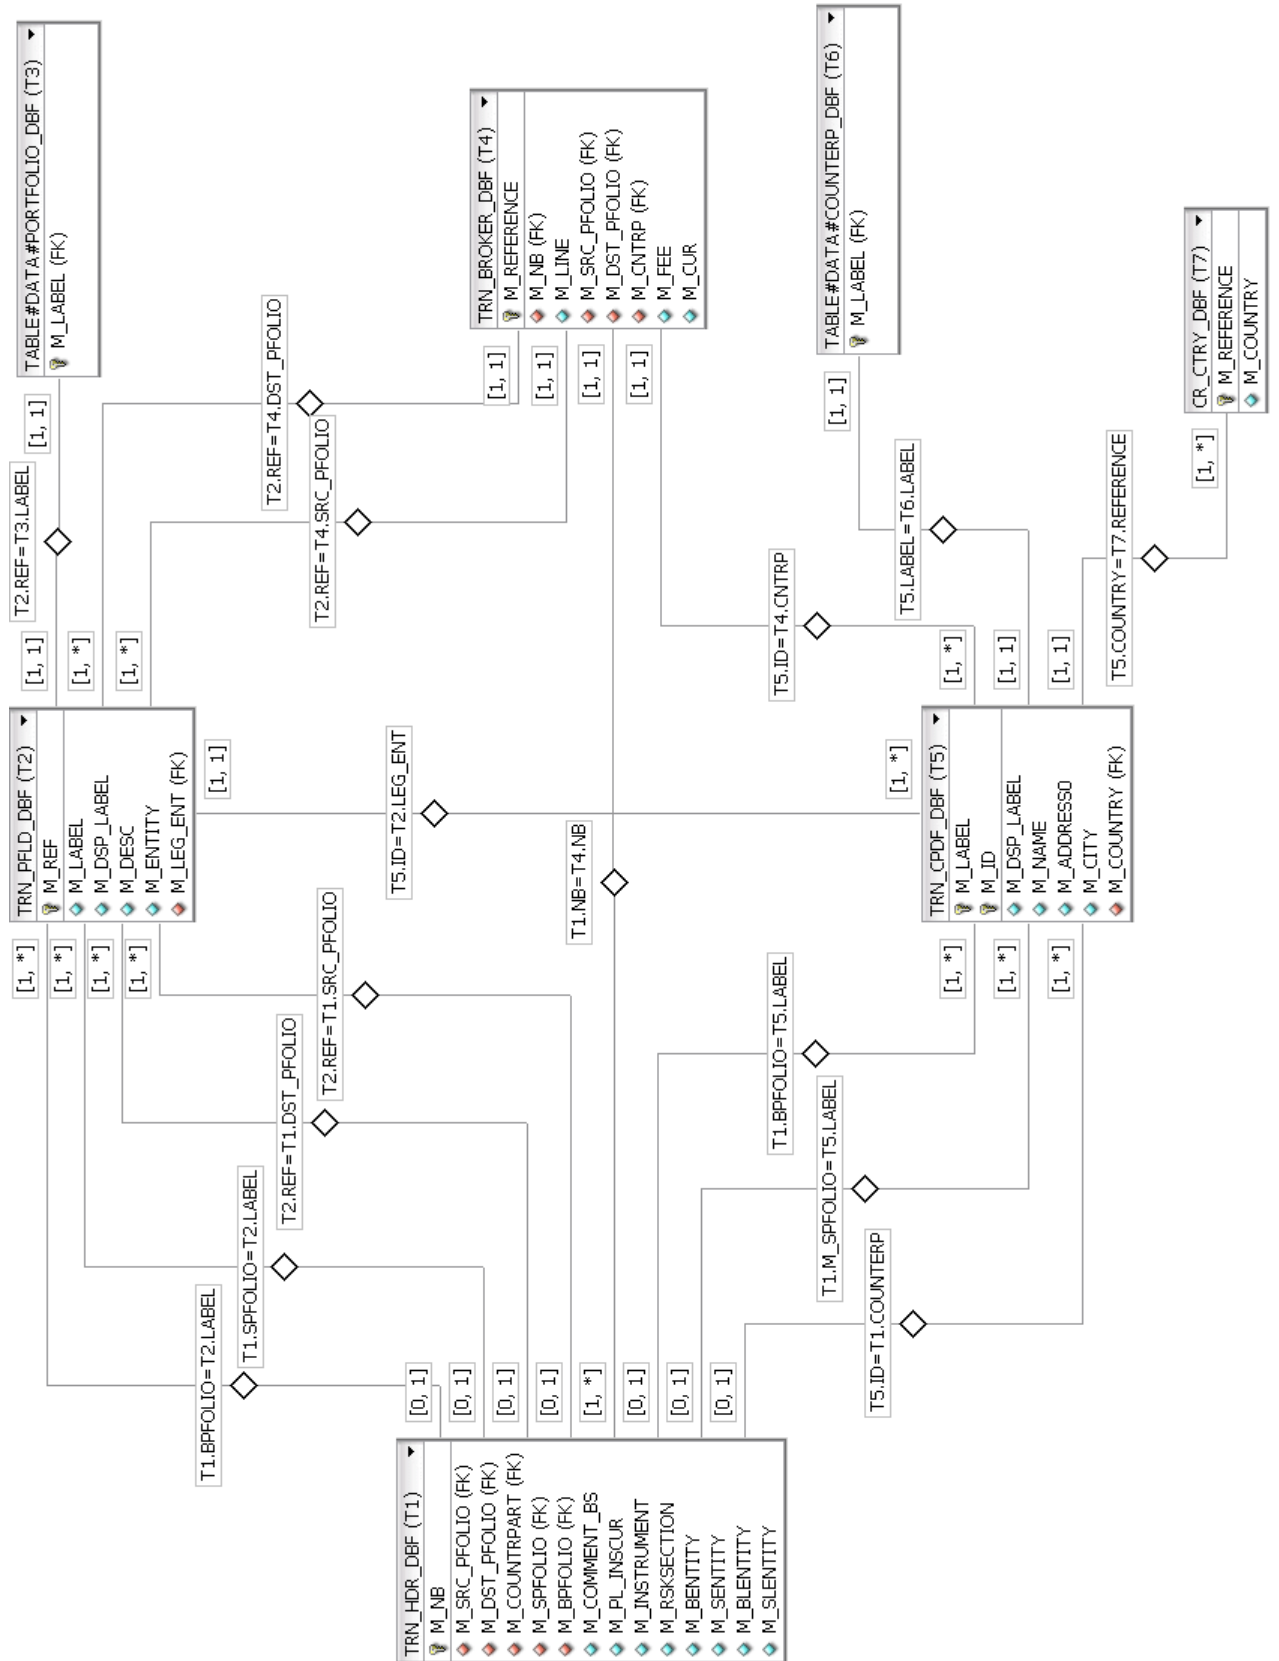 TRN_HDR_DBF (T1)
M_NB
M_SRC_PFOLIO (FK)
M_DST_PFOLIO (FK)
M_COUNTRPART (FK)
M_SPFOLIO (FK)
M_BPFOLIO (FK)
M_COMMENT_BS
M_PL_INSCUR
M_INSTRUMENT
M_RSKSECTION
M_BENTITY
M_SENTITY
M_BLENTITY
M_SLENTITY
[0, 1]
[0, 1]
[0, 1]
[0, 1]
[1, *]
[0, 1]
[0, 1]
[0, 1]
T1.BPFOLIO=T2.LABEL
T1.SPFOLIO=T2.LABEL
T2.REF=T1.DST_PFOLIO
T2.REF=T1.SRC_PFOLIO
T1.NB=T4.NB
T1.BPFOLIO=T5.LABEL
T1.M_SPFOLIO=T5.LABEL
T5.ID=T1.COUNTERP
[1, *]
[1, *]
[1, *]
[1, *]
TRN_PFLD_DBF (T2)
M_REF
M_LABEL
M_DSP_LABEL
M_DESC
M_ENTITY
M_LEG_ENT (FK)
[1, 1]
T5.ID=T2.LEG_ENT
[1, *]
[1, *]
[1, *]
[1, *]
TRN_CPDF_DBF (T5)
M_LABEL
M_ID
M_DSP_LABEL
M_NAME
M_ADDRESS0
M_CITY
M_COUNTRY (FK)
[1, 1]
[1, *]
[1, *]
T2.REF=T3.LABEL
T2.REF=T4.DST_PFOLIO
T2.REF=T4.SRC_PFOLIO
[1, 1]
TABLE#DATA#PORTFOLIO_DBF (T3)
M_LABEL (FK)
[1, 1]
[1, 1]
[1, 1]
[1, 1]
TRN_BROKER_DBF (T4)
M_REFERENCE
M_NB (FK)
M_LINE
M_SRC_PFOLIO (FK)
M_DST_PFOLIO (FK)
M_CNTRP (FK)
M_FEE
M_CUR
[1, *]
[1, 1]
[1, 1]
T5.ID=T4.CNTRP
T5.LABEL=T6.LABEL
T5.COUNTRY=T7.REFERENCE
[1, 1]
TABLE#DATA#COUNTERP_DBF (T6)
M_LABEL (FK)
[1, *]
CR_CTRY_DBF (T7)
M_REFERENCE
M_COUNTRY